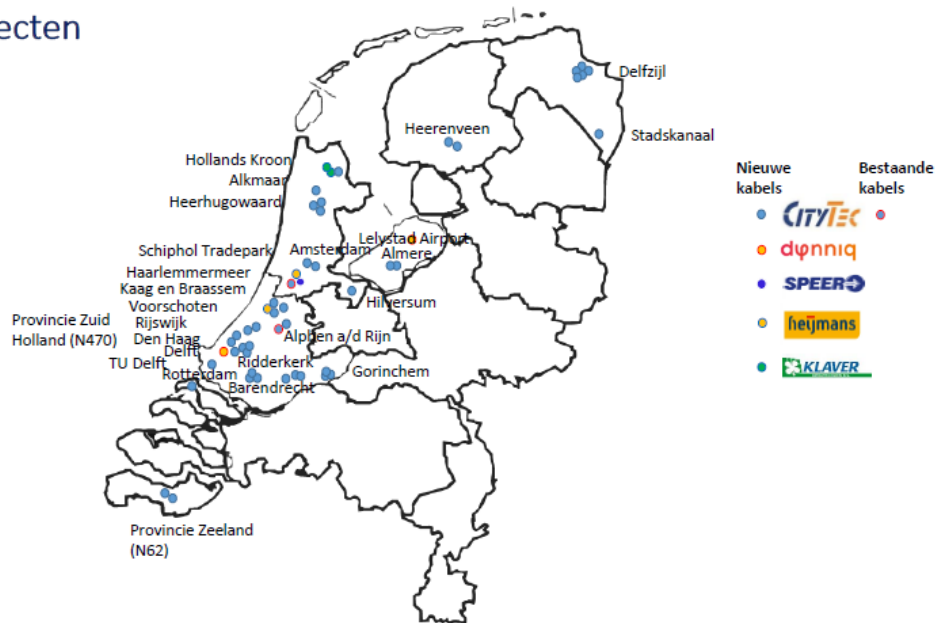 ecten
Delfzijl
Stadskanaal
Heerenveen
Hollands Kroon
Alkmaar
Heerhugowaard
Lelystad Airport
Schiphol Tradepark
Amsterdam
Almere
Haarlemmermeer
Kaag en Braassem
Hilversum
Voorschoten
Provincie Zuid
Holland (N470)
Rijswijk
Den Haag
Alphen a/d Rijn
Delft
TU Delft
Ridderkerk
Rotterdam
Gorinchem
Barendrecht
Provincie Zeeland
(N62)
Nieuwe
kabels
Bestaande
kabels
CITYTEC
dynniq
SPEER
heijmans
KLAVER